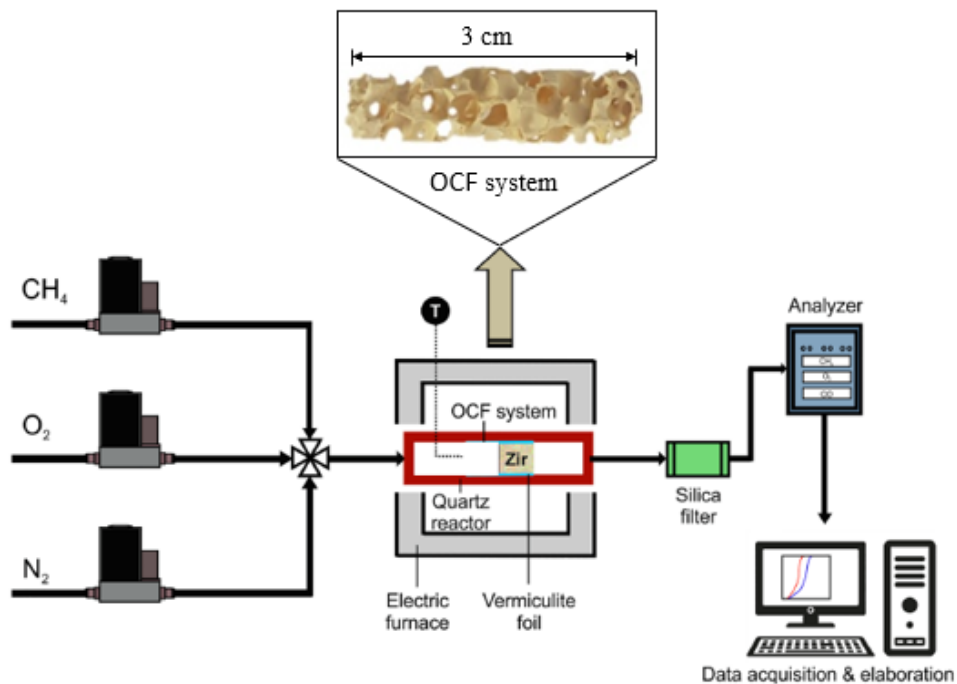 3 cm
OCF system
CH₄
O₂
N₂
T
OCF system
Zir
Quartz
reactor
Electric
furnace
Vermiculite
foil
Silica
filter
Analyzer
CH₄
O₂
CO
Data acquisition & elaboration